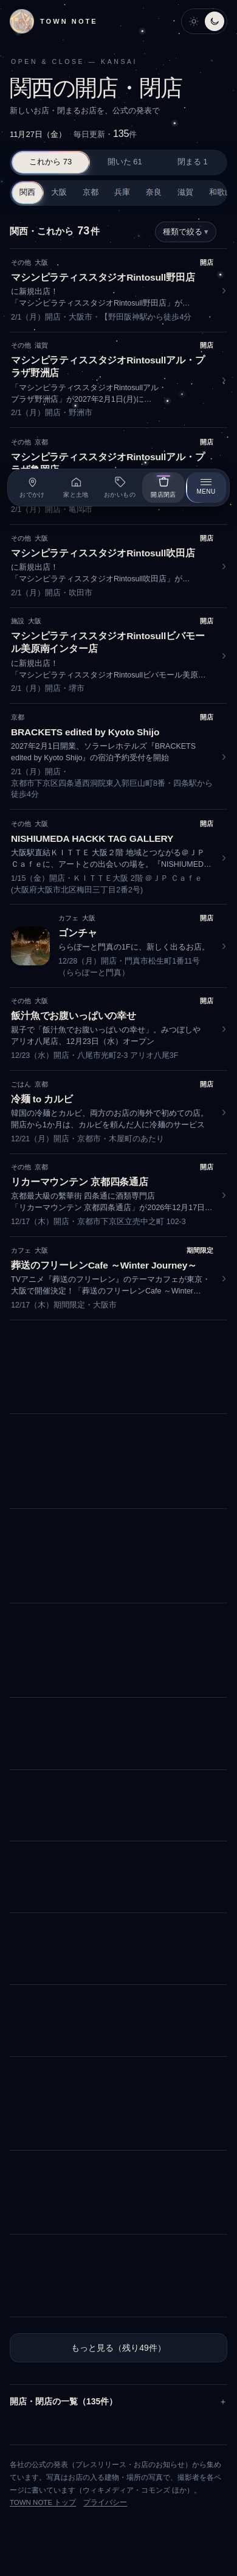 TOWN NOTE
OPEN & CLOSE — KANSAI
関西の開店・閉店
新しいお店・閉まるお店を、公式の発表で
11月27日（金） 毎日更新・135件
これから 73 開いた 61 閉まる 1
関西 大阪 京都 兵庫 奈良 滋賀
関西・これから 73 件 種類で絞る ▾
その他 大阪 開店
マシンピラティススタジオRintosull野田店
に新規出店！
「マシンピラティススタジオRintosull野田店」が…
2/1（月）開店・大阪市・【野田阪神駅から徒歩4分
その他 滋賀 開店
マシンピラティススタジオRintosullアル・プ
ラザ野洲店
「マシンピラティススタジオRintosullアル・
プラザ野洲店」が2027年2月1日(月)に…
2/1（月）開店・野洲市
その他 京都 開店
マシンピラティススタジオRintosullアル・プ
おでかけ 家と土地 おかいもの 開店閉店 MENU
2/1（月）開店・亀岡市
その他 大阪 開店
マシンピラティススタジオRintosull吹田店
に新規出店！
「マシンピラティススタジオRintosull吹田店」が…
2/1（月）開店・吹田市
施設 大阪 開店
マシンピラティススタジオRintosullビバモー
ル美原南インター店
に新規出店！
「マシンピラティススタジオRintosullビバモール美原…
2/1（月）開店・堺市
京都 開店
BRACKETS edited by Kyoto Shijo
2027年2月1日開業、ソラーレホテルズ『BRACKETS
edited by Kyoto Shijo』の宿泊予約受付を開始
2/1（月）開店・
京都市下京区四条通西洞院東入郭巨山町8番・四条駅から
徒歩4分
その他 大阪 開店
NISHIUMEDA HACKK TAG GALLERY
大阪駅直結ＫＩＴＴＥ 大阪２階 地域とつながる＠ＪＰ
Ｃａｆｅに、アートとの出会いの場を。『NISHIUMED…
1/15（金）開店・ＫＩＴＴＥ大阪 2階 ＠ＪＰ Ｃａｆｅ
(大阪府大阪市北区梅田三丁目2番2号)
カフェ 大阪 開店
ゴンチャ
ららぽーと門真の1Fに、新しく出るお店。
12/28（月）開店・門真市松生町1番11号
（ららぽーと門真）
その他 大阪 開店
飯汁魚でお腹いっぱいの幸せ
親子で「飯汁魚でお腹いっぱいの幸せ」。みつぼしや
アリオ八尾店、12月23日（水）オープン
12/23（水）開店・八尾市光町2-3 アリオ八尾3F
ごはん 京都 開店
冷麺 to カルビ
韓国の冷麺とカルビ、両方のお店の海外で初めての店。
開店から1か月は、カルビを頼んだ人に冷麺のサービス
12/21（月）開店・京都市・木屋町のあたり
その他 京都 開店
リカーマウンテン 京都四条通店
京都最大級の繁華街 四条通に酒類専門店
「リカーマウンテン 京都四条通店」が2026年12月17日…
12/17（木）開店・京都市下京区立売中之町 102-3
カフェ 大阪 期間限定
葬送のフリーレンCafe ～Winter Journey～
TVアニメ『葬送のフリーレン』のテーマカフェが東京・
大阪で開催決定！「葬送のフリーレンCafe ～Winter…
12/17（木）期間限定・大阪市
もっと見る（残り49件）
開店・閉店の一覧（135件） +
各社の公式の発表（プレスリリース・お店のお知らせ）から集め
ています。写真はお店の入る建物・場所の写真で、撮影者を各ペ
ージに書いています（ウィキメディア・コモンズ ほか）。
TOWN NOTE トップ プライバシー